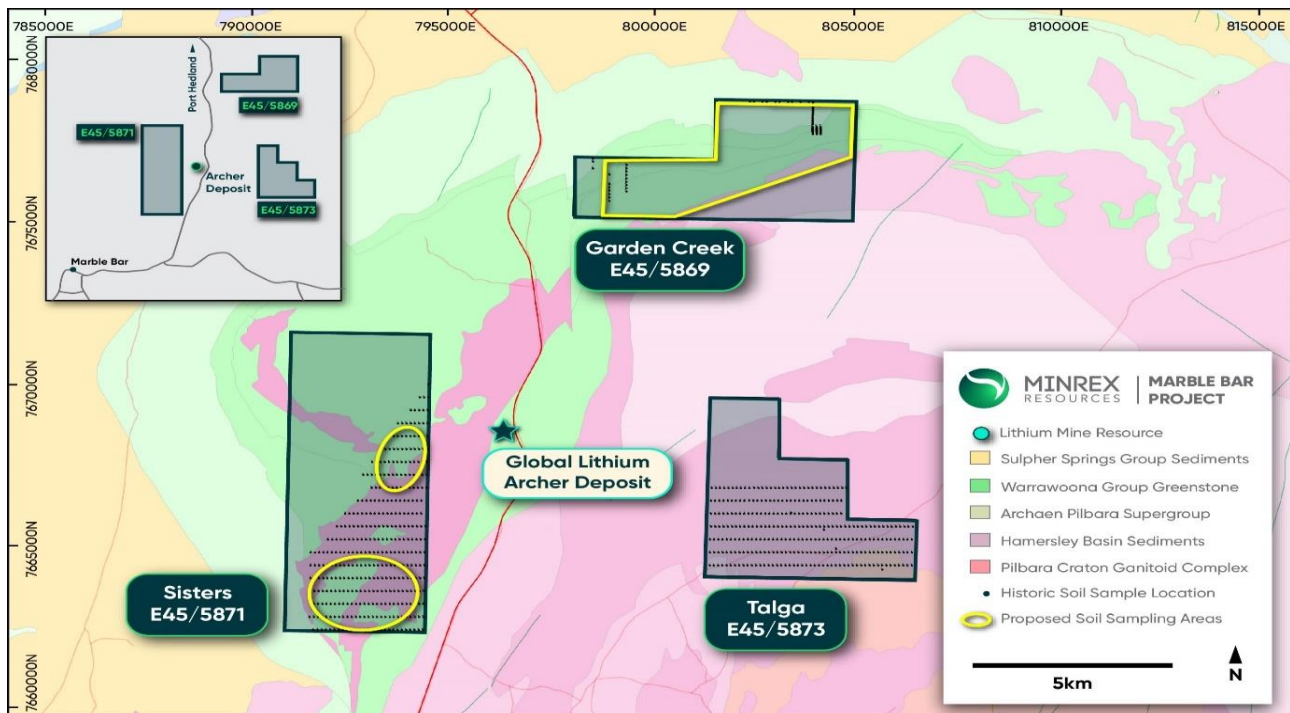 785000E
790000E
795000E
800000E
805000E
810000E
815000E
7680000N
7675000N
7670000N
7665000N
7660000N
Port Hedland
E45/5869
E45/5871
Archer
Deposit
E45/5873
Marble Bar
Garden Creek
E45/5869
Global Lithium
Archer Deposit
Sisters
E45/5871
Talga
E45/5873
MINREX
RESOURCES
MARBLE BAR
PROJECT
Lithium Mine Resource
Sulpher Springs Group Sediments
Warrawoona Group Greenstone
Archaen Pilbara Supergroup
Hamersley Basin Sediments
Pilbara Craton Ganitoid Complex
Historic Soil Sample Location
Proposed Soil Sampling Areas
5km
N